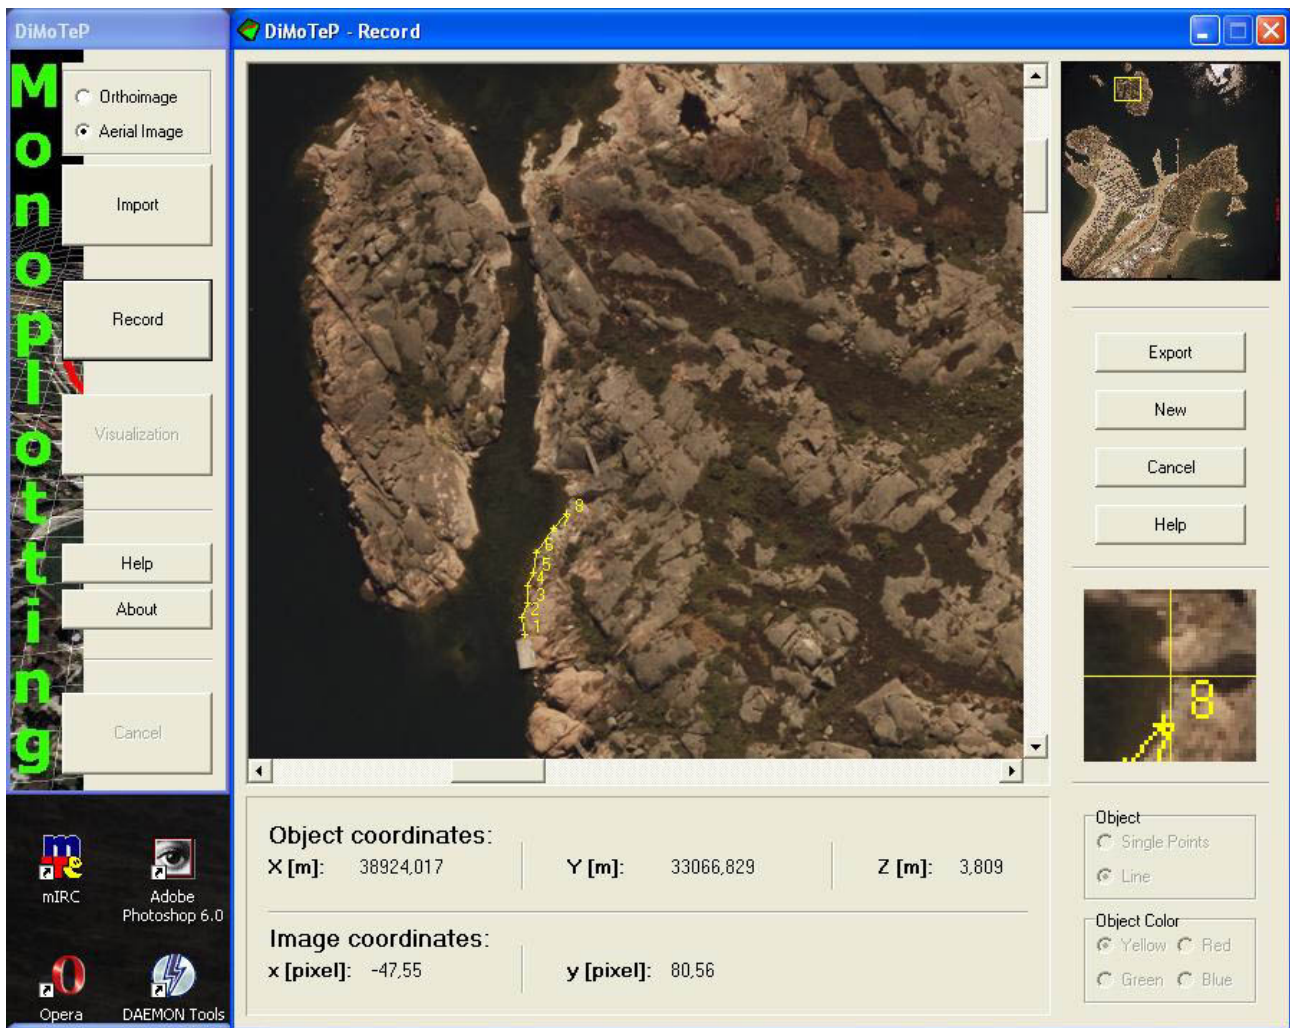 DiMoTeP
Monoplotting
Orthoimage
Aerial Image
Import
Record
Visualization
Help
About
Cancel
mIRC
Adobe
Photoshop 6.0
Opera
DAEMON Tools
DiMoTeP - Record
1
2
3
4
5
6
7
8
Export
New
Cancel
Help
8
Object
Single Points
Line
Object Color
Yellow Red
Green Blue
Object coordinates:
X [m]: 38924,017 Y [m]: 33066,829 Z [m]: 3,809
Image coordinates:
x [pixel]: -47,55 y [pixel]: 80,56